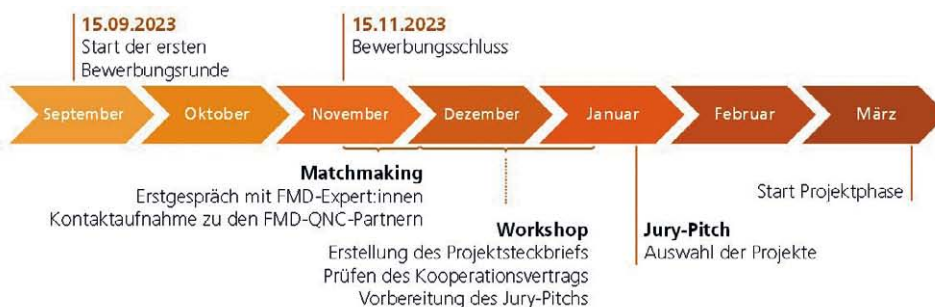 15.09.2023
Start der ersten
Bewerbungsrunde
15.11.2023
Bewerbungsschluss
September
Oktober
November
Dezember
Januar
Februar
März
Matchmaking
Erstgespräch mit FMD-Expert:innen
Kontaktaufnahme zu den FMD-QNC-Partnern
Workshop
Erstellung des Projektsteckbriefs
Prüfen des Kooperationsvertrags
Vorbereitung des Jury-Pitchs
Jury-Pitch
Auswahl der Projekte
Start Projektphase